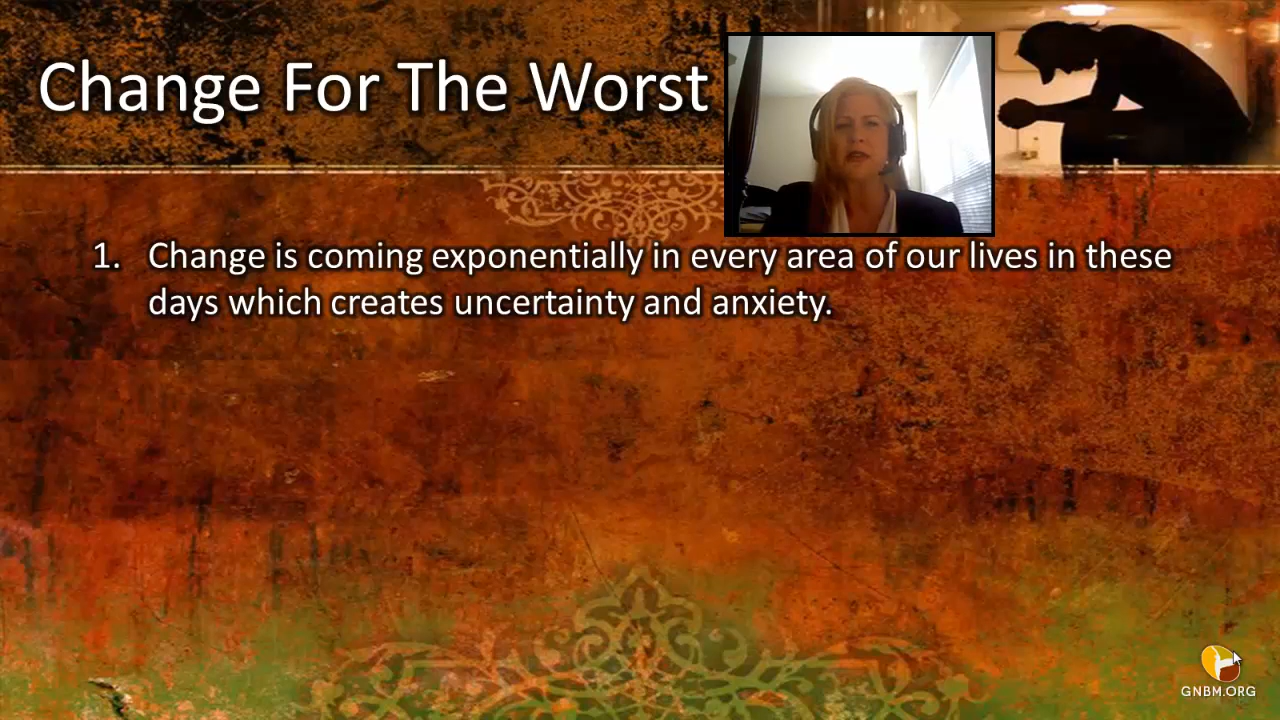 Change For The Worst
1. Change is coming exponentially in every area of our lives in these
days which creates uncertainty and anxiety.
GNBM.ORG